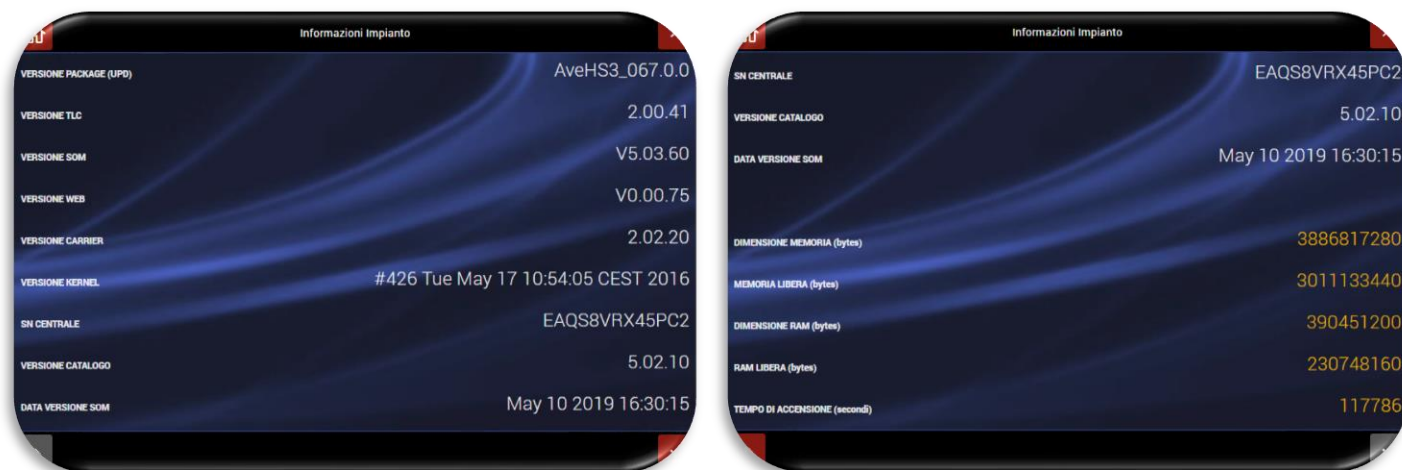 Informazioni Impianto
VERSIONE PACKAGE (UPD) AveHS3_067.0.0
VERSIONE TLC 2.00.41
VERSIONE SOM V5.03.60
VERSIONE WEB V0.00.75
VERSIONE CARRIER 2.02.20
VERSIONE KERNEL #426 Tue May 17 10:54:05 CEST 2016
SN CENTRALE EAQS8VRX45PC2
VERSIONE CATALOGO 5.02.10
DATA VERSIONE SOM May 10 2019 16:30:15
Informazioni Impianto
SN CENTRALE EAQS8VRX45PC2
VERSIONE CATALOGO 5.02.10
DATA VERSIONE SOM May 10 2019 16:30:15
DIMENSIONE MEMORIA (bytes) 3886817280
MEMORIA LIBERA (bytes) 3011133440
DIMENSIONE RAM (bytes) 390451200
RAM LIBERA (bytes) 230748160
TEMPO DI ACCENSIONE (secondi) 117786